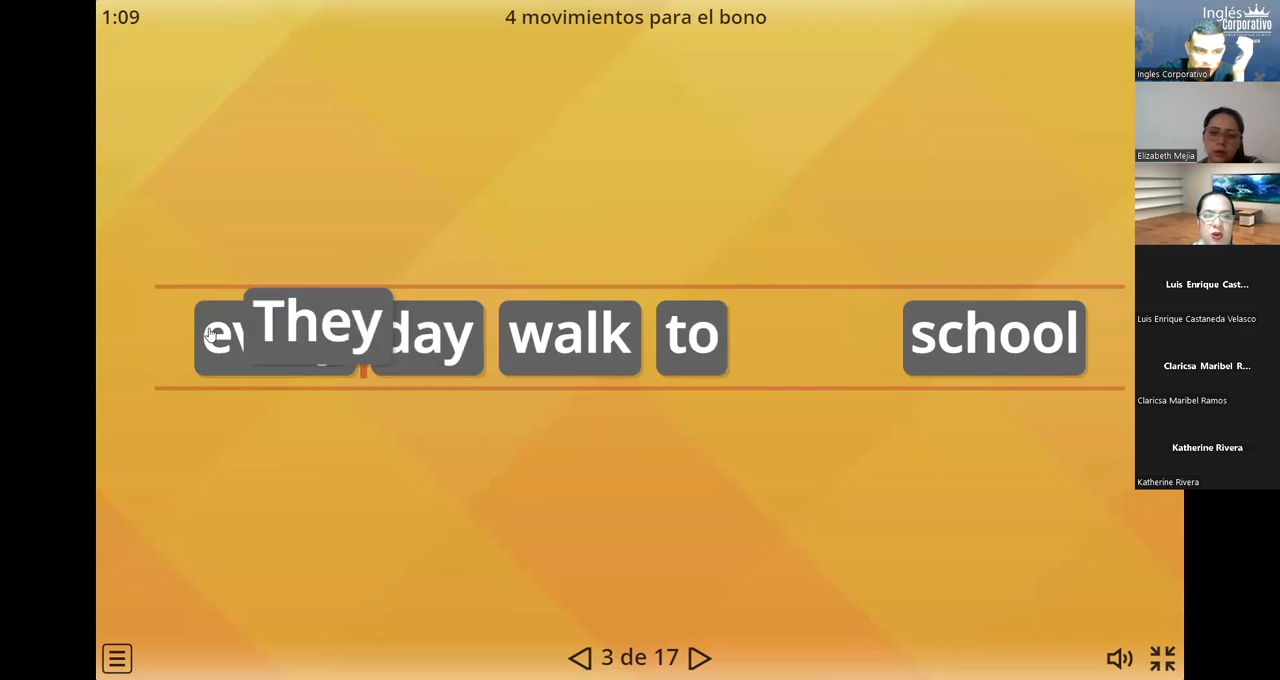 1:09
4 movimientos para el bono
Inglés
Corporativo
Ingles Corporativo
Elizabeth Mejia
Luis Enrique Cast...
Luis Enrique Castaneda Velasco
Claricsa Maribel R...
Claricsa Maribel Ramos
Katherine Rivera
Katherine Rivera
They day walk to school
3 de 17